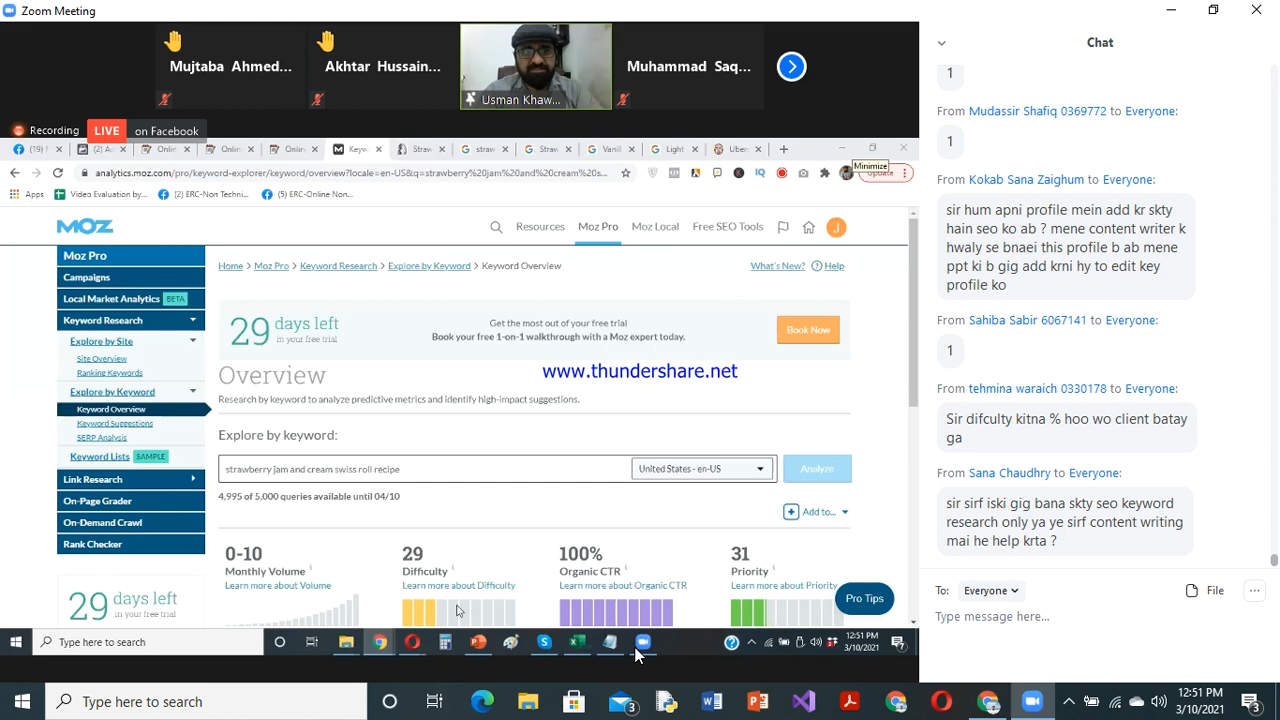 Zoom Meeting
Mujtaba Ahmed...
Akhtar Hussain...
Usman Khaw...
Muhammad Saq...
Recording
LIVE
on Facebook
(19)
(2) A
Onlin
Onlin
Onlin
Keyw
Straw
straw
Straw
Vanill
Light
Uber
analytics.moz.com/pro/keyword-explorer/keyword/overview?locale=en-US&q=strawberry%20jam%20and%20cream%20s...
Minimize
Update
Apps
Video Evaluation by...
(2) ERC-Non Techni...
(5) ERC-Online Non...
MOZ
Resources
Moz Pro
Moz Local
Free SEO Tools
J
Moz Pro
Campaigns
Local Market Analytics BETA
Keyword Research
Explore by Site
Site Overview
Ranking Keywords
Explore by Keyword
Keyword Overview
Keyword Suggestions
SERP Analysis
Keyword Lists SAMPLE
Link Research
On-Page Grader
On-Demand Crawl
Rank Checker
29 days left
in your free trial
Home > Moz Pro > Keyword Research > Explore by Keyword > Keyword Overview
What's New?
Help
29 days left
in your free trial
Get the most out of your free trial
Book your free 1-on-1 walkthrough with a Moz expert today.
Book Now
Overview
www.thundershare.net
Research by keyword to analyze predictive metrics and identify high-impact suggestions.
Explore by keyword:
strawberry jam and cream swiss roll recipe
United States - en-US
Analyze
4,995 of 5,000 queries available until 04/10
Add to...
0-10
Monthly Volume
Learn more about Volume
29
Difficulty
Learn more about Difficulty
100%
Organic CTR
Learn more about Organic CTR
31
Priority
Learn more about Priority
Pro Tips
Type here to search
12:51 PM
3/10/2021
7
Chat
1
From Mudassir Shafiq 0369772 to Everyone:
1
From Kokab Sana Zaighum to Everyone:
sir hum apni profile mein add kr skty
hain seo ko ab ? mene content writer k
hwaly se bnaei this profile b ab mene
ppt ki b gig add krni hy to edit key
profile ko
From Sahiba Sabir 6067141 to Everyone:
1
From tehmina waraich 0330178 to Everyone:
Sir difculty kitna % hoo wo client batay
ga
From Sana Chaudhry to Everyone:
sir sirf iski gig bana skty seo keyword
research only ya ye sirf content writing
mai he help krta ?
To: Everyone
File
Type message here...
Type here to search
3
12:51 PM
3/10/2021
3